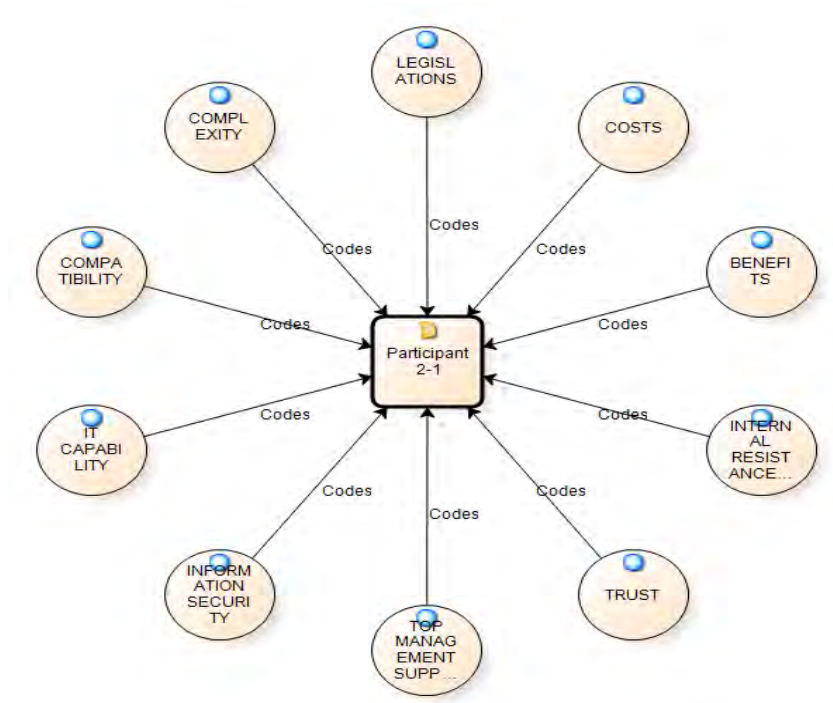 LEGISL
ATIONS
COMPL
EXITY
COSTS
Codes
Codes
Codes
COMPA
TIBILITY
BENEFI
TS
Codes
Codes
Participant
2-1
IT
CAPABI
LITY
Codes
Codes
INTERN
AL
RESIST
ANCE...
Codes
Codes
Codes
INFORM
ATION
SECURI
TY
TRUST
TOP
MANAG
EMENT
SUPP ...